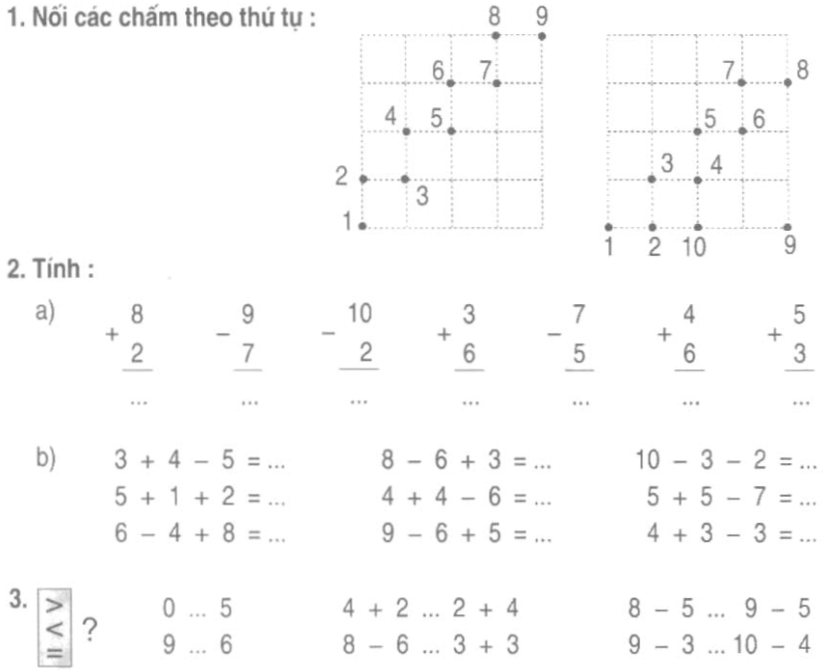 1. Nối các chấm theo thứ tự :
8 9
6 7
4 5
2
3
1
7 8
5 6
3 4
1 2 10 9
2. Tính :
a) + 8 - 9 - 10 + 3 - 7 + 4 + 5
2 7 2 6 5 6 3
... ... ... ... ... ... ...
b) 3 + 4 - 5 = ... 8 - 6 + 3 = ... 10 - 3 - 2 = ...
5 + 1 + 2 = ... 4 + 4 - 6 = ... 5 + 5 - 7 = ...
6 - 4 + 8 = ... 9 - 6 + 5 = ... 4 + 3 - 3 = ...
3. > < = ?
0 ... 5 4 + 2 ... 2 + 4 8 - 5 ... 9 - 5
9 ... 6 8 - 6 ... 3 + 3 9 - 3 ... 10 - 4